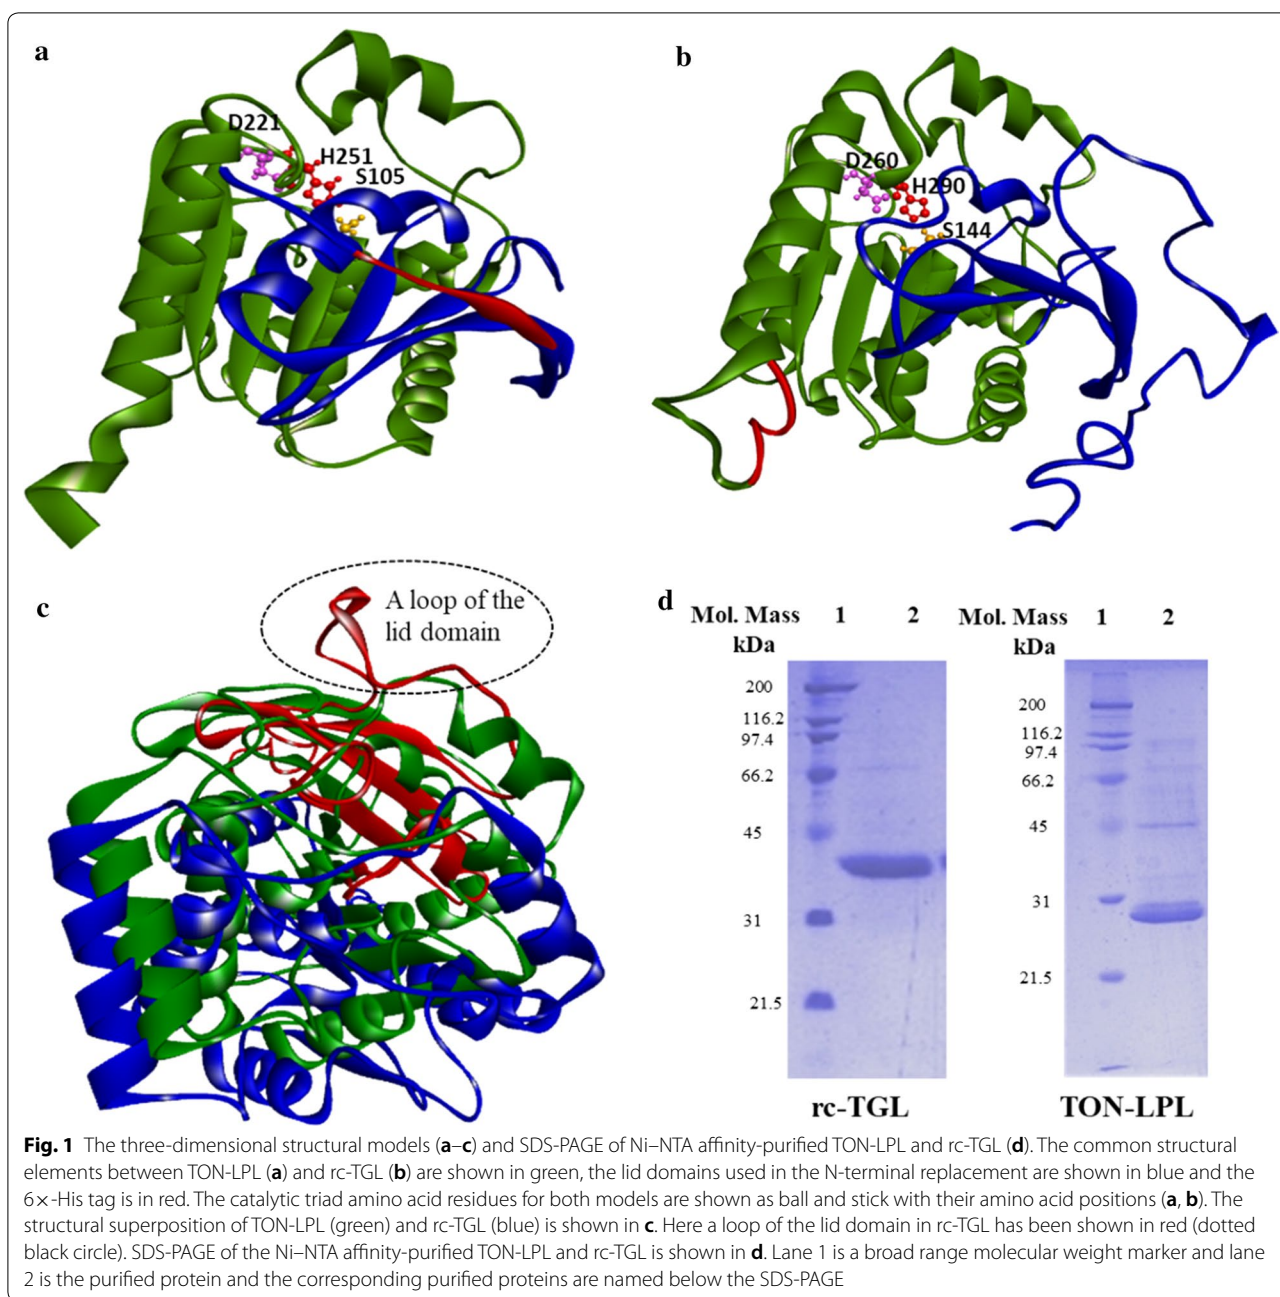 a
b
D221
H251
S105
D260
H290
S144
c
A loop of the
lid domain
d
Mol. Mass 1 2
kDa
200
116.2
97.4
66.2
45
31
21.5
rc-TGL
Mol. Mass 1 2
kDa
200
116.2
97.4
66.2
45
31
21.5
TON-LPL
Fig. 1 The three-dimensional structural models (a–c) and SDS-PAGE of Ni–NTA affinity-purified TON-LPL and rc-TGL (d). The common structural
elements between TON-LPL (a) and rc-TGL (b) are shown in green, the lid domains used in the N-terminal replacement are shown in blue and the
6×-His tag is in red. The catalytic triad amino acid residues for both models are shown as ball and stick with their amino acid positions (a, b). The
structural superposition of TON-LPL (green) and rc-TGL (blue) is shown in c. Here a loop of the lid domain in rc-TGL has been shown in red (dotted
black circle). SDS-PAGE of the Ni–NTA affinity-purified TON-LPL and rc-TGL is shown in d. Lane 1 is a broad range molecular weight marker and lane
2 is the purified protein and the corresponding purified proteins are named below the SDS-PAGE